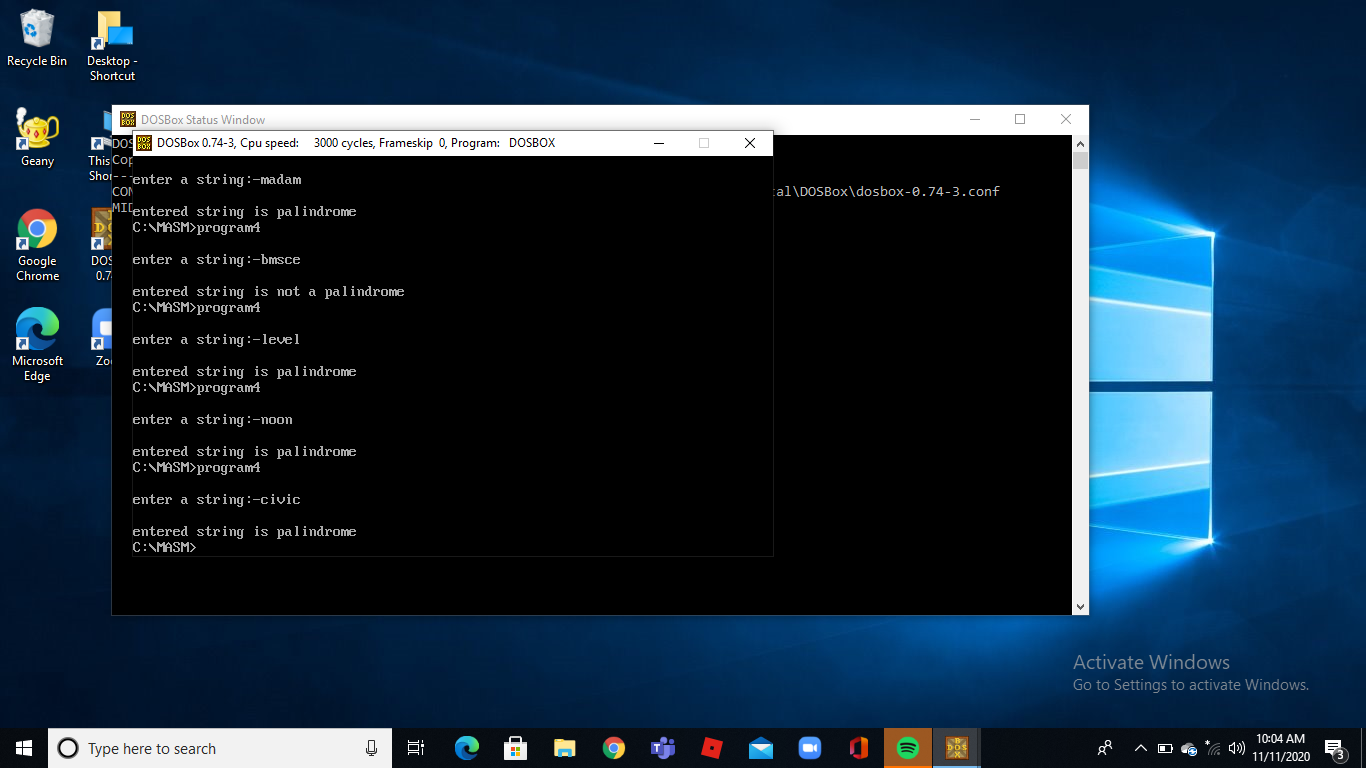 Recycle Bin
Desktop -
Shortcut
Geany
This
Shor
Google
Chrome
DOS
0.7
Microsoft
Edge
Zo
DOSBox Status Window
DOS
Cop
---
CON
al\DOSBox\dosbox-0.74-3.conf
MID
DOSBox 0.74-3, Cpu speed: 3000 cycles, Frameskip 0, Program: DOSBOX
enter a string:-madam
entered string is palindrome
C:\MASM>program4
enter a string:-bmsce
entered string is not a palindrome
C:\MASM>program4
enter a string:-level
entered string is palindrome
C:\MASM>program4
enter a string:-noon
entered string is palindrome
C:\MASM>program4
enter a string:-civic
entered string is palindrome
C:\MASM>
Activate Windows
Go to Settings to activate Windows.
Type here to search
10:04 AM
11/11/2020
3